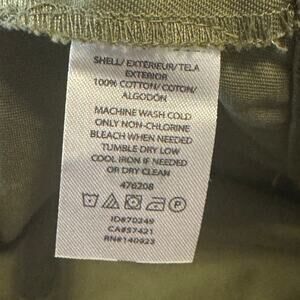 SHELL/ EXTÉRIEUR/ TELA
EXTERIOR
100% COTTON/ COTON/
ALGODÓN
MACHINE WASH COLD
ONLY NON-CHLORINE
BLEACH WHEN NEEDED
TUMBLE DRY LOW
COOL IRON IF NEEDED
OR DRY CLEAN
476208
ID#70249
CA#57421
RN#140923